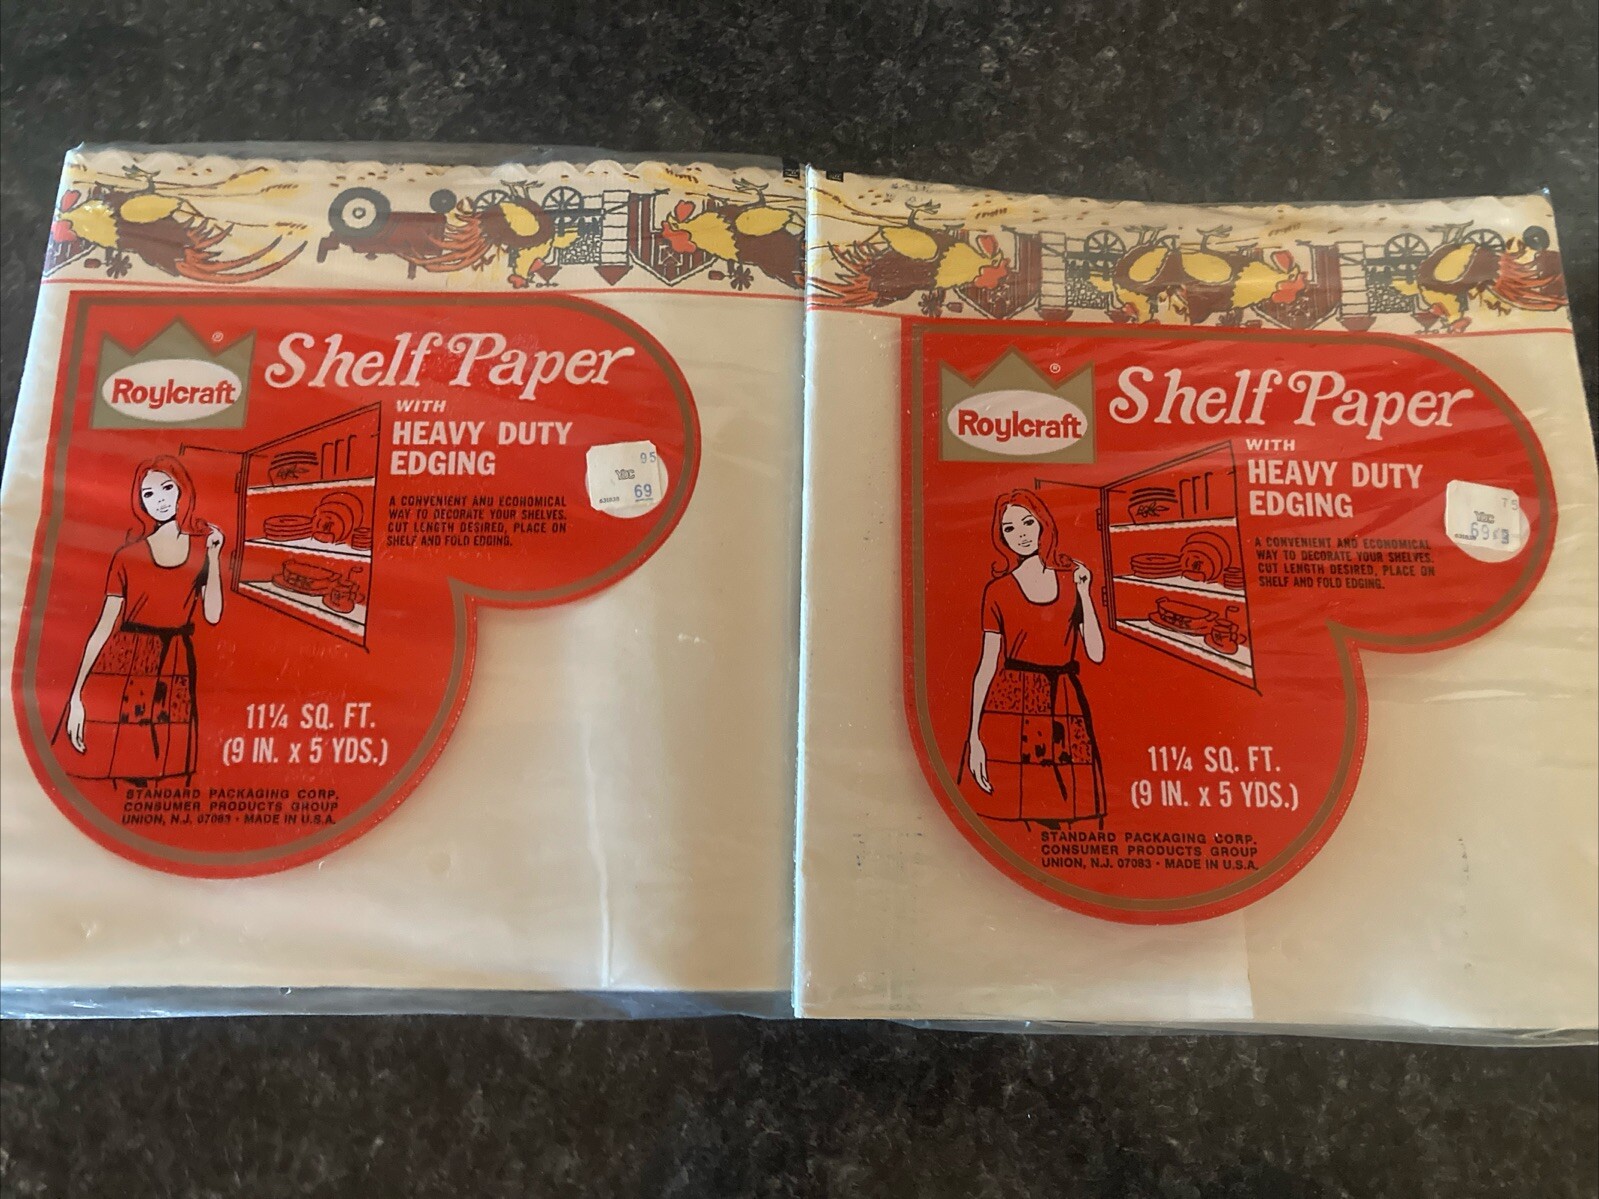 Roylcraft
®
Shelf Paper
WITH
HEAVY DUTY
EDGING
A CONVENIENT AND ECONOMICAL
WAY TO DECORATE YOUR SHELVES.
CUT LENGTH DESIRED, PLACE ON
SHELF AND FOLD EDGING.
95
69
11¼ SQ. FT.
(9 IN. x 5 YDS.)
STANDARD PACKAGING CORP.
CONSUMER PRODUCTS GROUP
UNION, N.J. 07083 • MADE IN U.S.A.
Roylcraft
®
Shelf Paper
WITH
HEAVY DUTY
EDGING
A CONVENIENT AND ECONOMICAL
WAY TO DECORATE YOUR SHELVES.
CUT LENGTH DESIRED, PLACE ON
SHELF AND FOLD EDGING.
75
69
11¼ SQ. FT.
(9 IN. x 5 YDS.)
STANDARD PACKAGING CORP.
CONSUMER PRODUCTS GROUP
UNION, N.J. 07083 • MADE IN U.S.A.